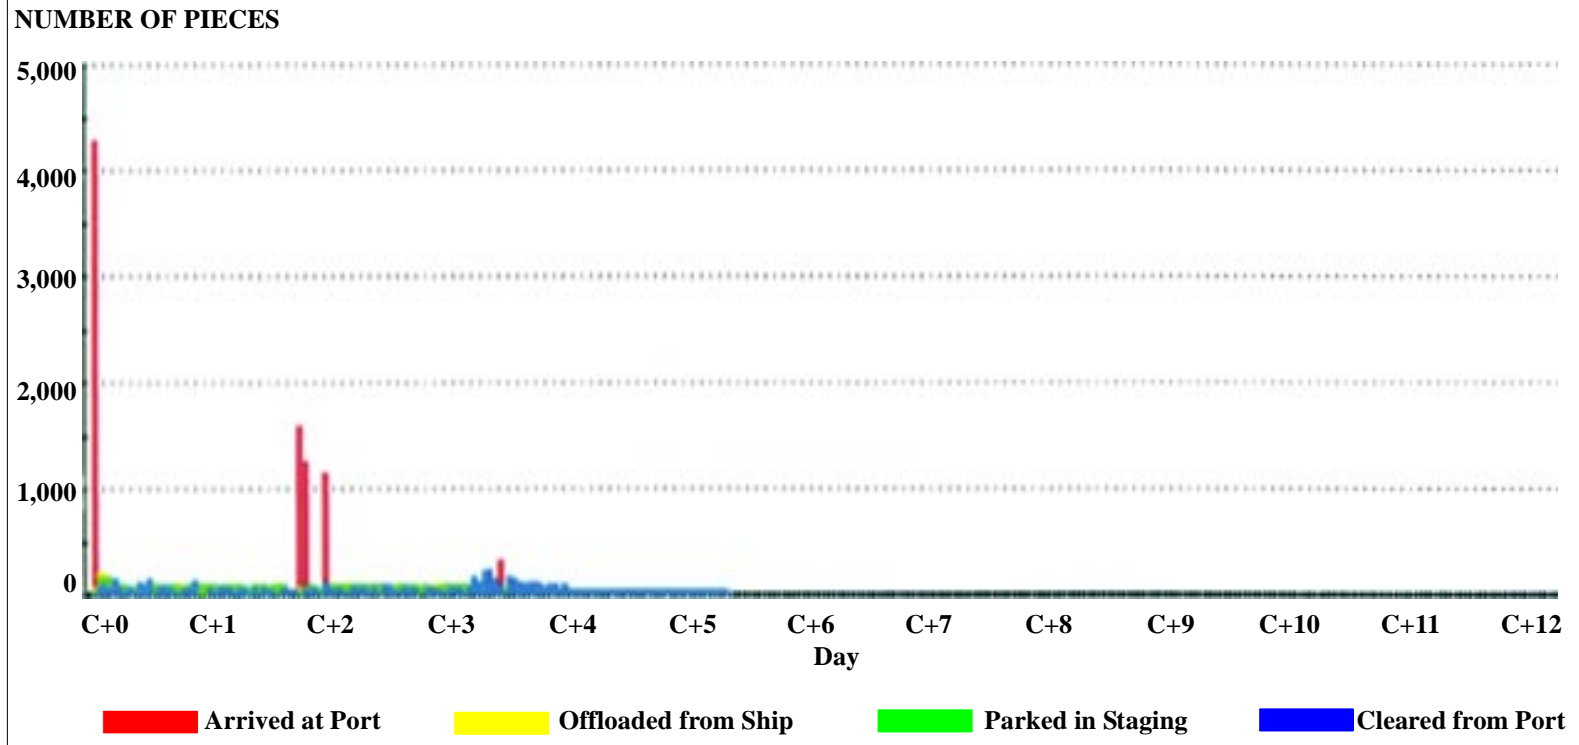 NUMBER OF PIECES
5,000
4,000
3,000
2,000
1,000
0
C+0 C+1 C+2 C+3 C+4 C+5 C+6 C+7 C+8 C+9 C+10 C+11 C+12
Day
Arrived at Port Offloaded from Ship Parked in Staging Cleared from Port